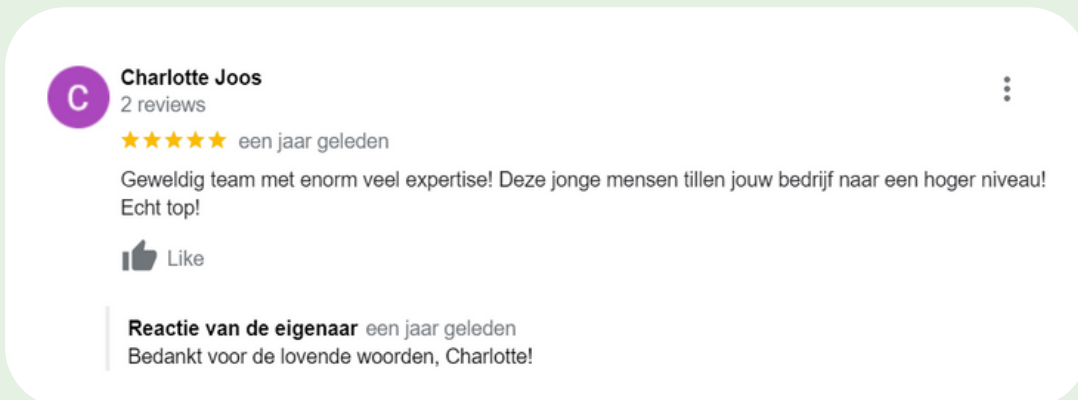 C
Charlotte Joos
2 reviews
een jaar geleden
Geweldig team met enorm veel expertise! Deze jonge mensen tillen jouw bedrijf naar een hoger niveau!
Echt top!
Like
Reactie van de eigenaar een jaar geleden
Bedankt voor de lovende woorden, Charlotte!